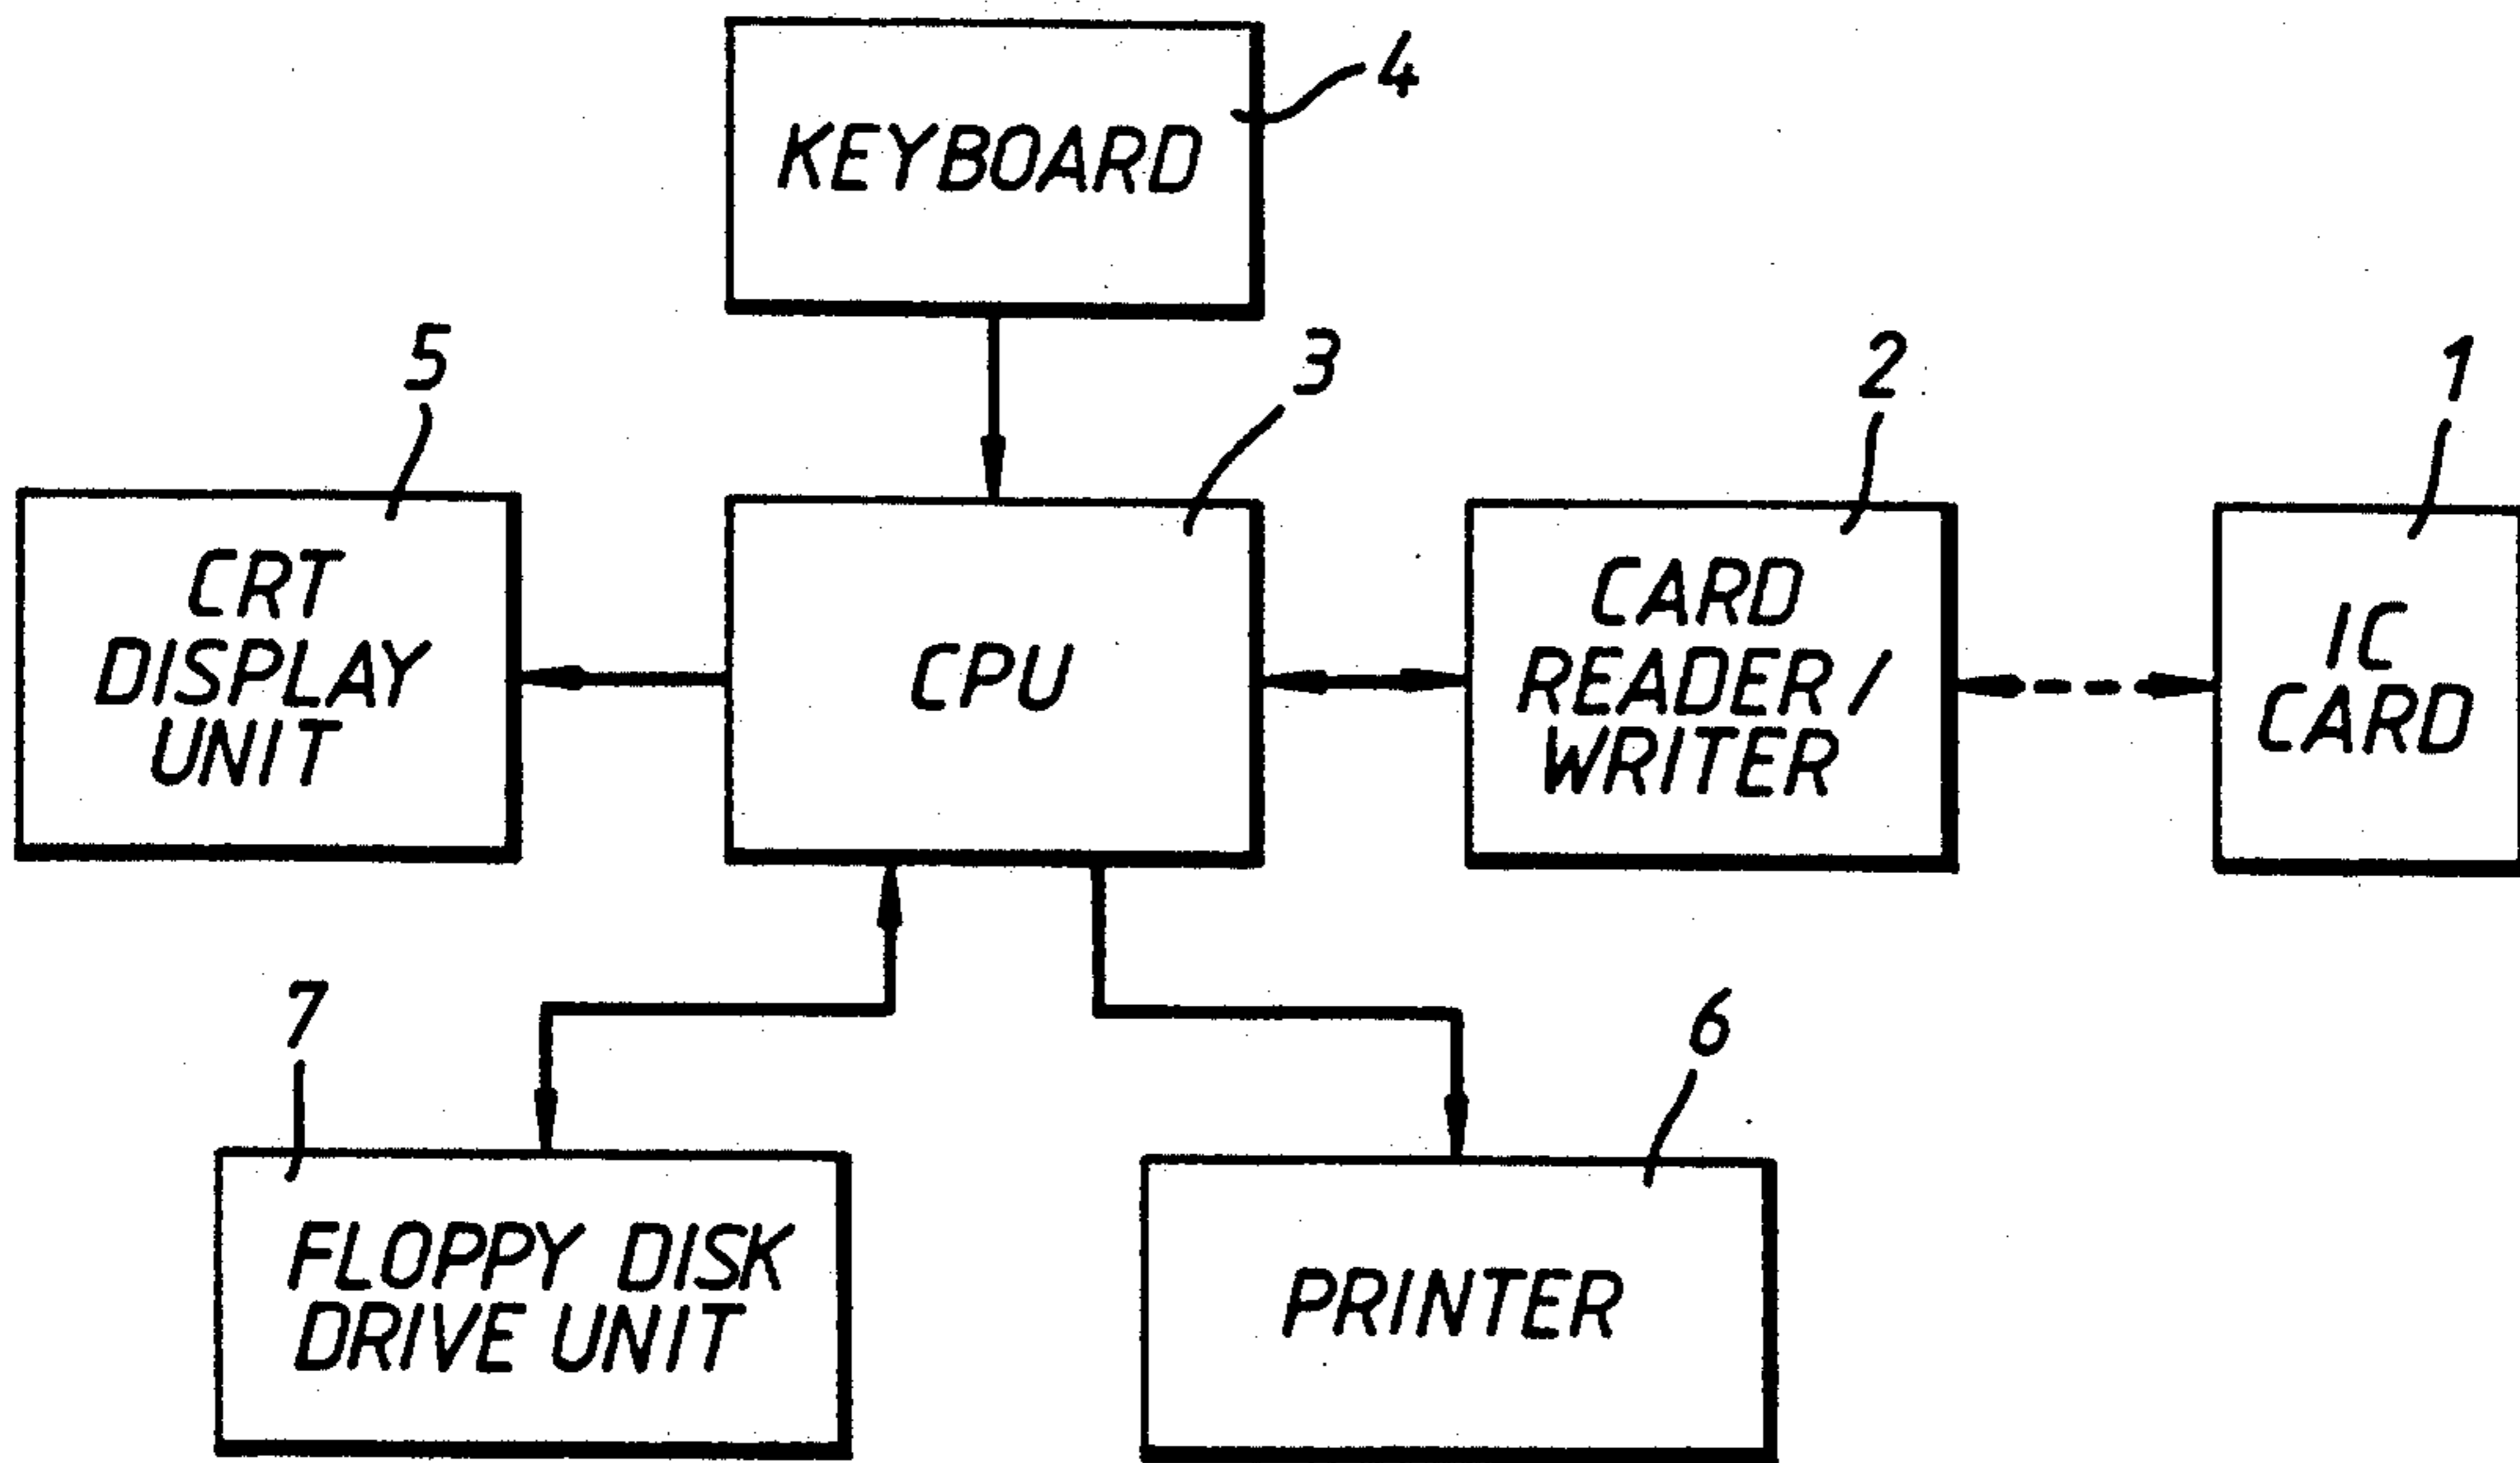 4
KEYBOARD
5
3
2
1
CRT
DISPLAY
UNIT
CPU
CARD
READER/
WRITER
IC
CARD
7
6
FLOPPY DISK
DRIVE UNIT
PRINTER